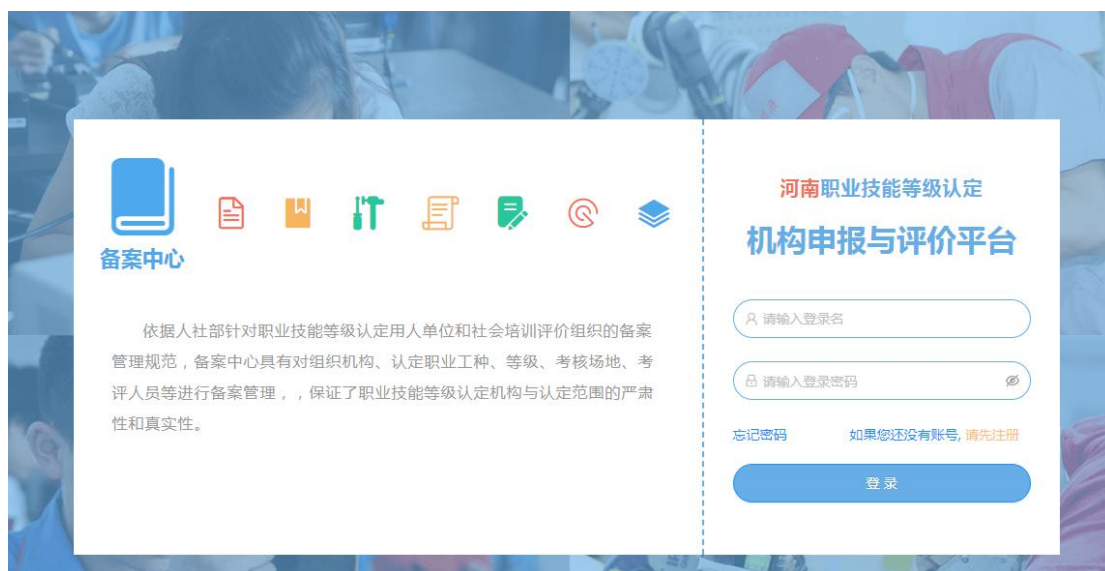 备案中心
依据人社部针对职业技能等级认定用人单位和社会培训评价组织的备案
管理规范，备案中心具有对组织机构、认定职业工种、等级、考核场地、考
评人员等进行备案管理，，保证了职业技能等级认定机构与认定范围的严肃
性和真实性。
河南职业技能等级认定
机构申报与评价平台
请输入登录名
请输入登录密码
忘记密码 如果您还没有账号, 请先注册
登 录